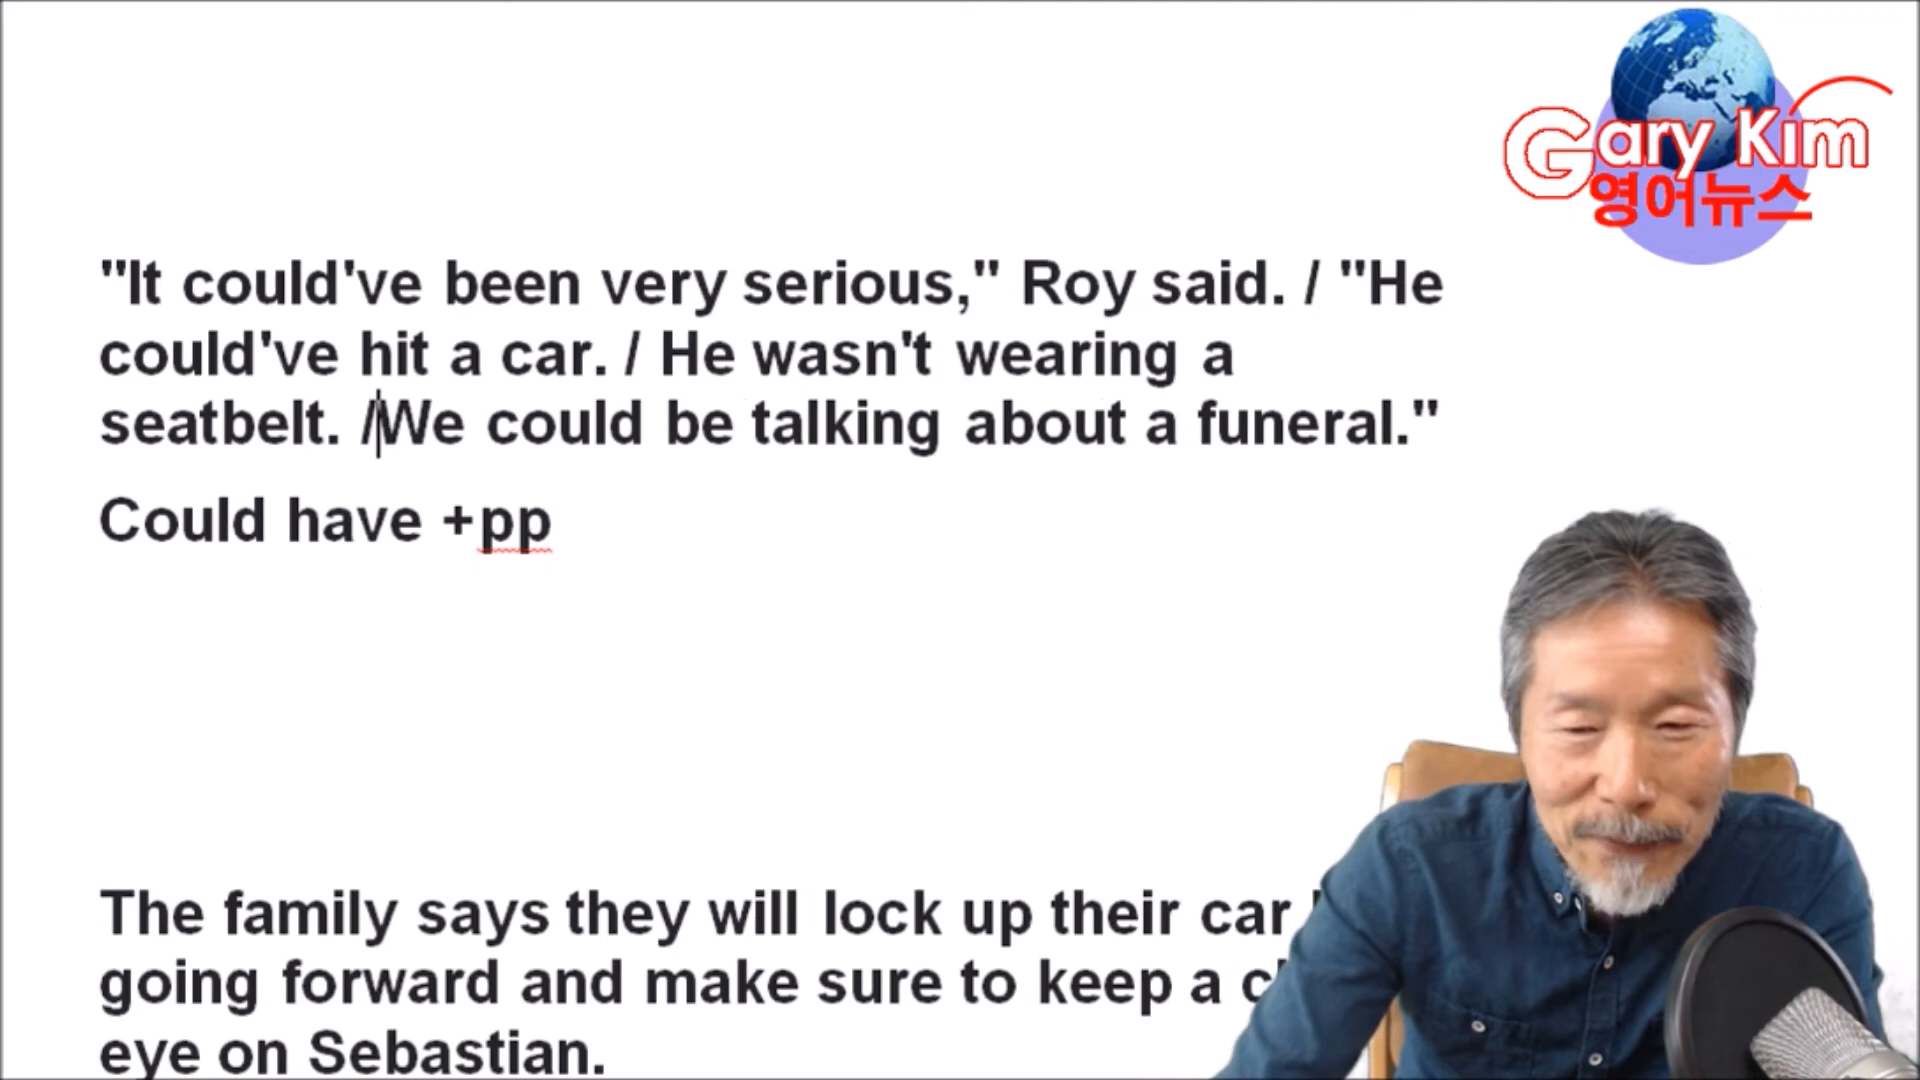 Gary Kim
영어뉴스
"It could've been very serious," Roy said. / "He
could've hit a car. / He wasn't wearing a
seatbelt. /We could be talking about a funeral."
Could have +pp
The family says they will lock up their car
going forward and make sure to keep a
eye on Sebastian.